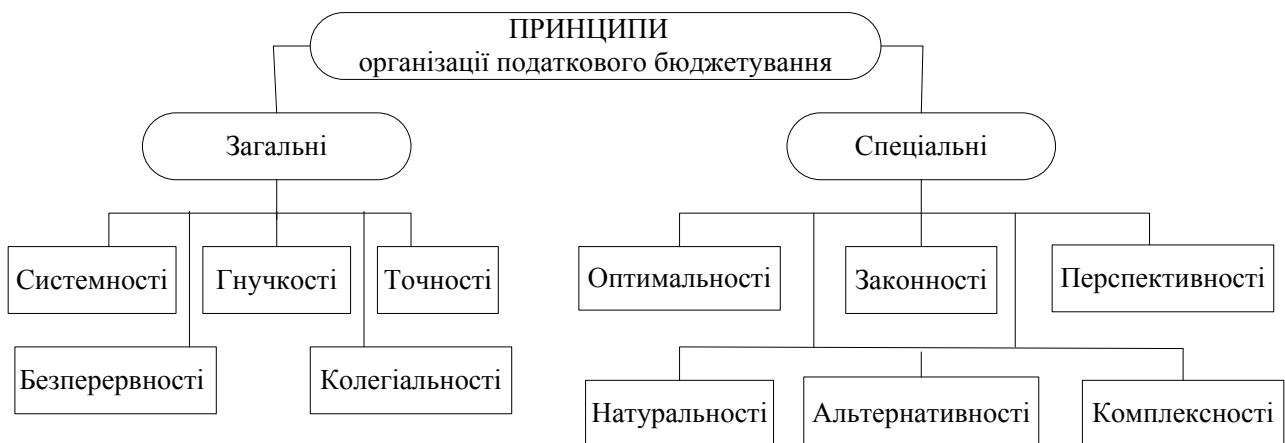 ПРИНЦИПИ
організації податкового бюджетування
Загальні
Спеціальні
Системності
Гнучкості
Точності
Оптимальності
Законності
Перспективності
Безперервності
Колегіальності
Натуральності
Альтернативності
Комплексності